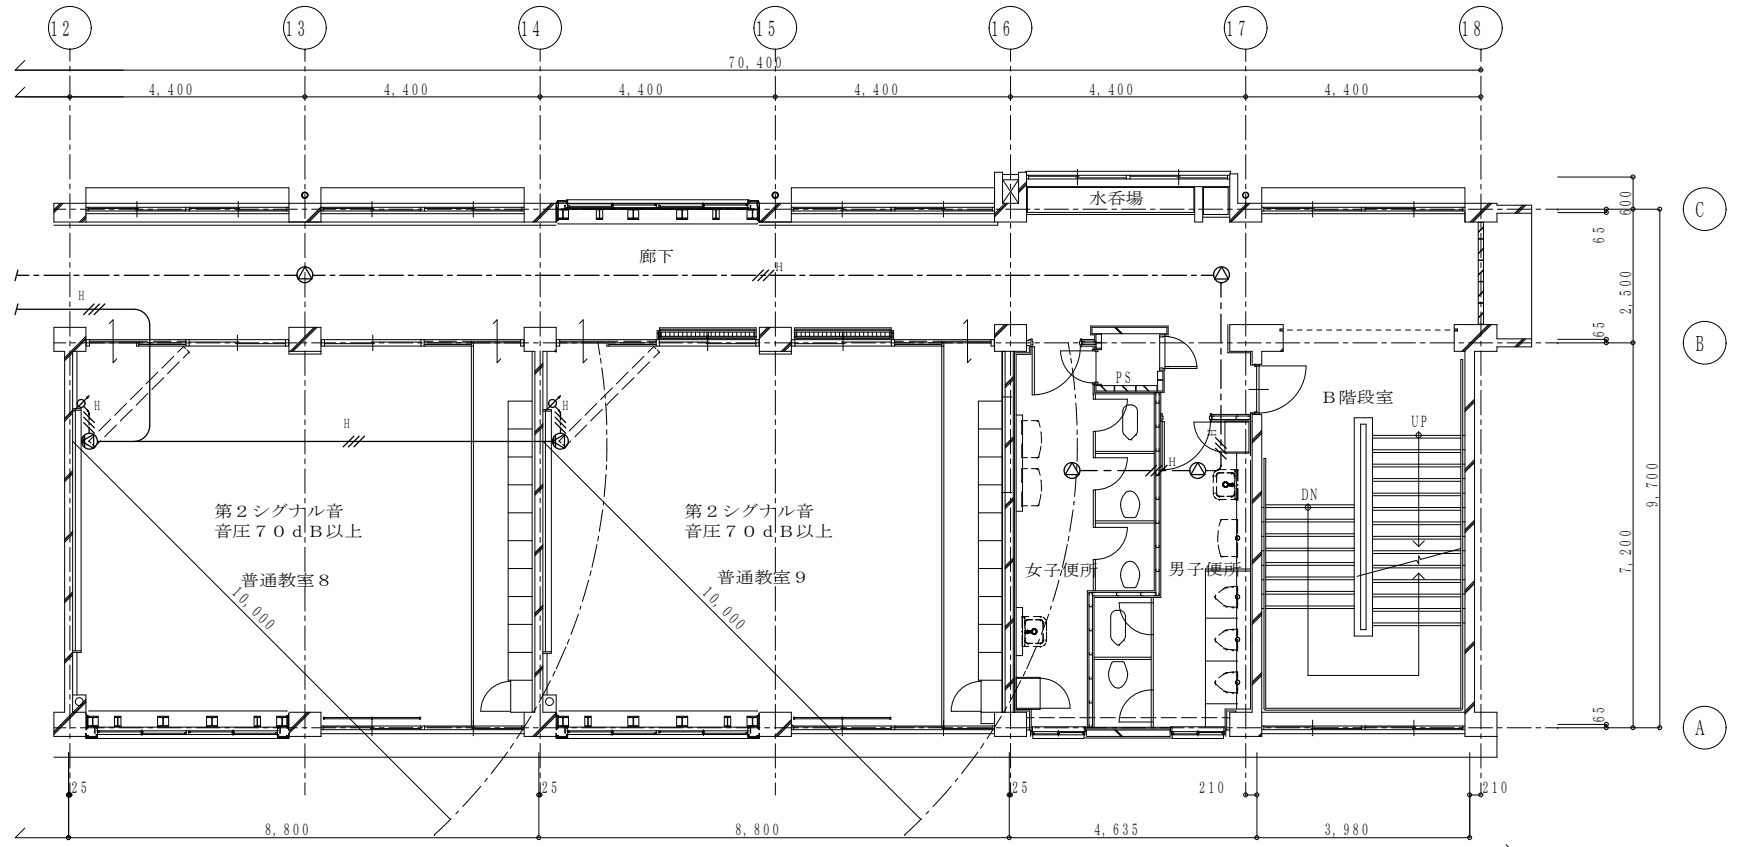 12 13 14 15 16 17 18
70,400
4,400 4,400 4,400 4,400 4,400 4,400
水呑場
600
C
65
廊下
H
H
2,500
65
B
PS
B階段室
H H
UP
H
H
H
9,700
DN
第2シグナル音 第2シグナル音
音圧70dB以上 音圧70dB以上
7,200
女子便所 男子便所
普通教室8 普通教室9
10,000 10,000
65
A
25 25 25 210 210
8,800 8,800 4,635 3,980